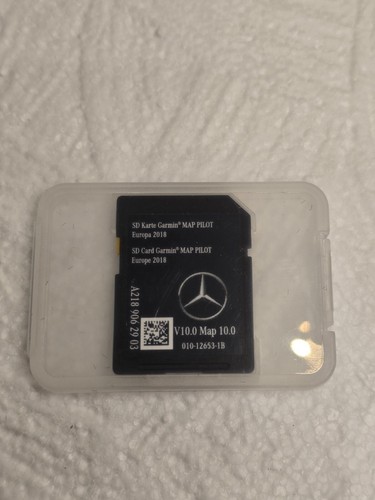 SD Karte Garmin® MAP PILOT
Europa 2018
SD Card Garmin® MAP PILOT
Europe 2018
A218 906 29 03
V10.0 Map 10.0
010-12653-1B